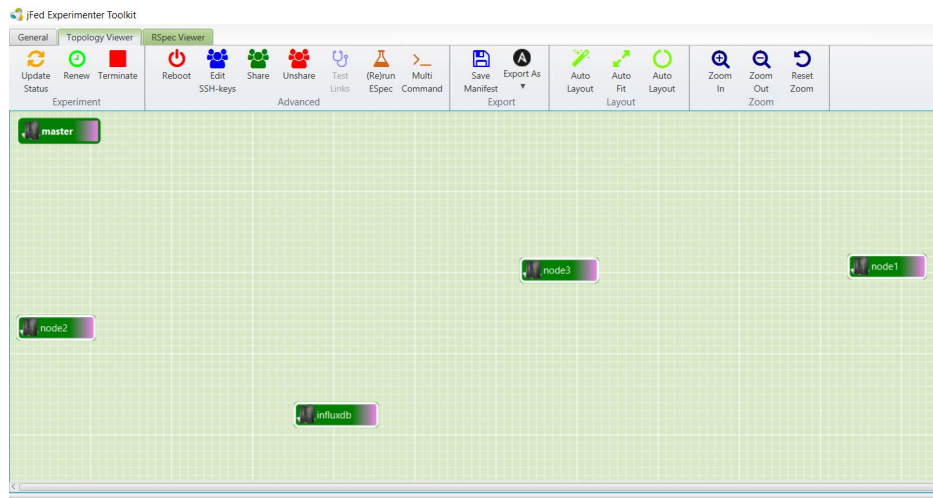 jFed Experimenter Toolkit
General Topology Viewer RSpec Viewer
Update Status
Renew
Terminate
Experiment
Reboot
Edit SSH-keys
Share
Unshare
Test Links
(Re)run ESpec
Multi Command
Advanced
Save Manifest
Export As
Export
Auto Layout
Auto Fit
Auto Layout
Layout
Zoom In
Zoom Out
Reset Zoom
Zoom
master
node3
node1
node2
influxdb